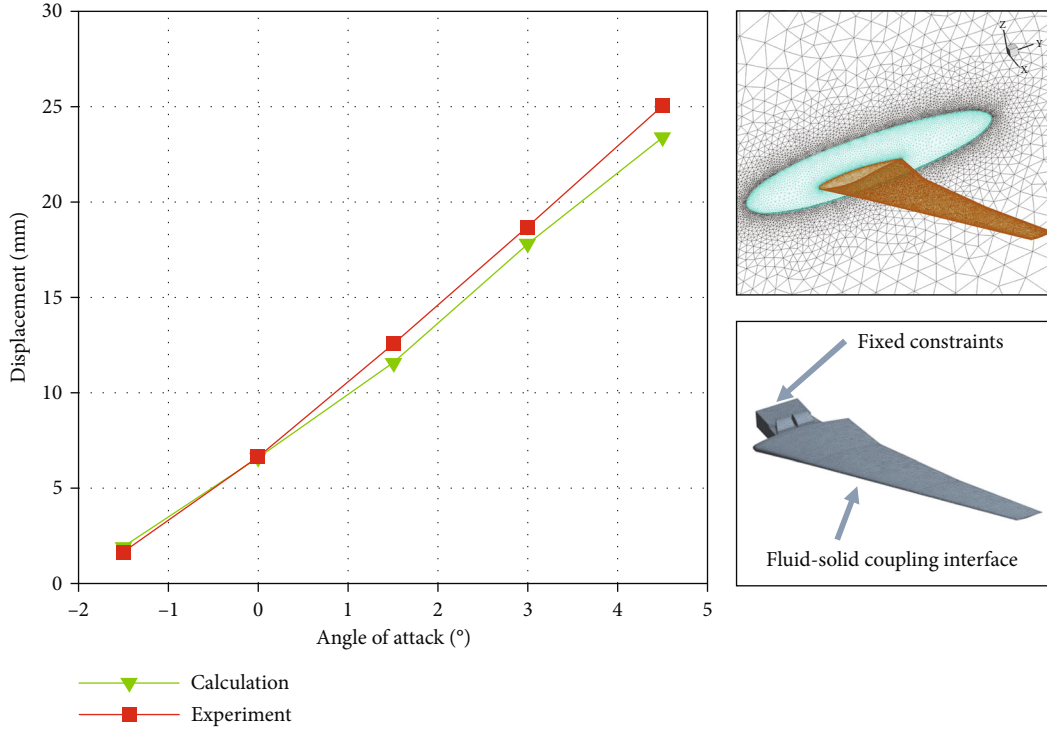 30
25
20
15
10
5
0
Displacement (mm)
−2
−1
0
1
2
3
4
5
Angle of attack (°)
Calculation
Experiment
Z
Y
X
Fixed constraints
Fluid-solid coupling interface